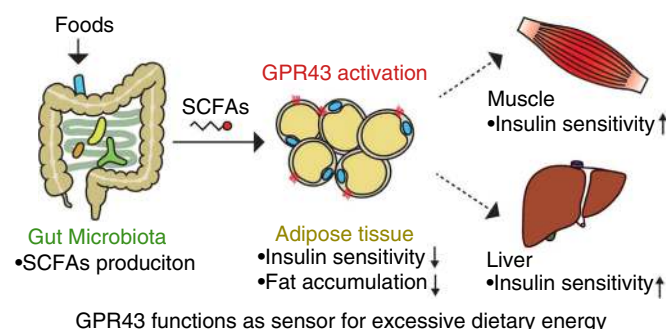 Foods
GPR43 activation
SCFAs
Muscle
•Insulin sensitivity↑
Gut Microbiota
•SCFAs produciton
Adipose tissue
•Insulin sensitivity↓
•Fat accumulation↓
Liver
•Insulin sensitivity↑
GPR43 functions as sensor for excessive dietary energy